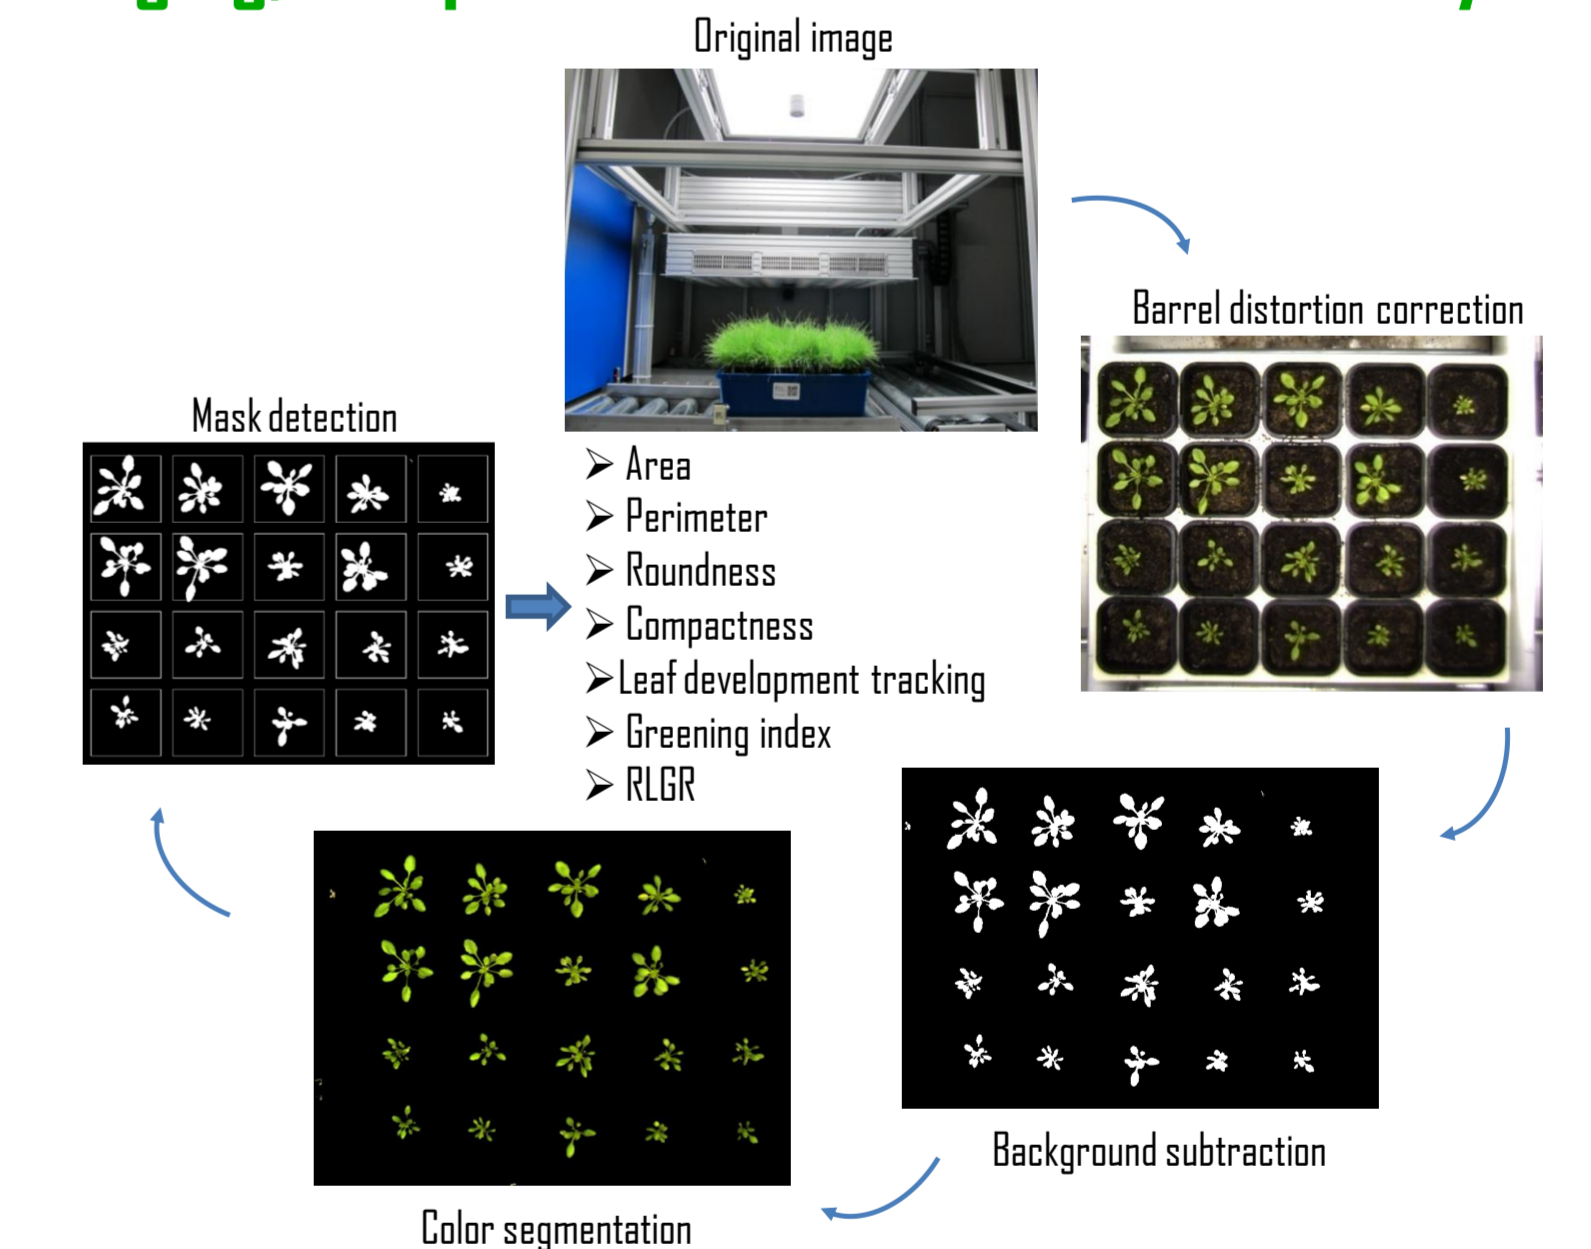 Original image
Barrel distortion correction
Mask detection
➢ Area
➢ Perimeter
➢ Roundness
➢ Compactness
➢Leaf development tracking
➢ Greening index
➢ RLGR
Background subtraction
Color segmentation